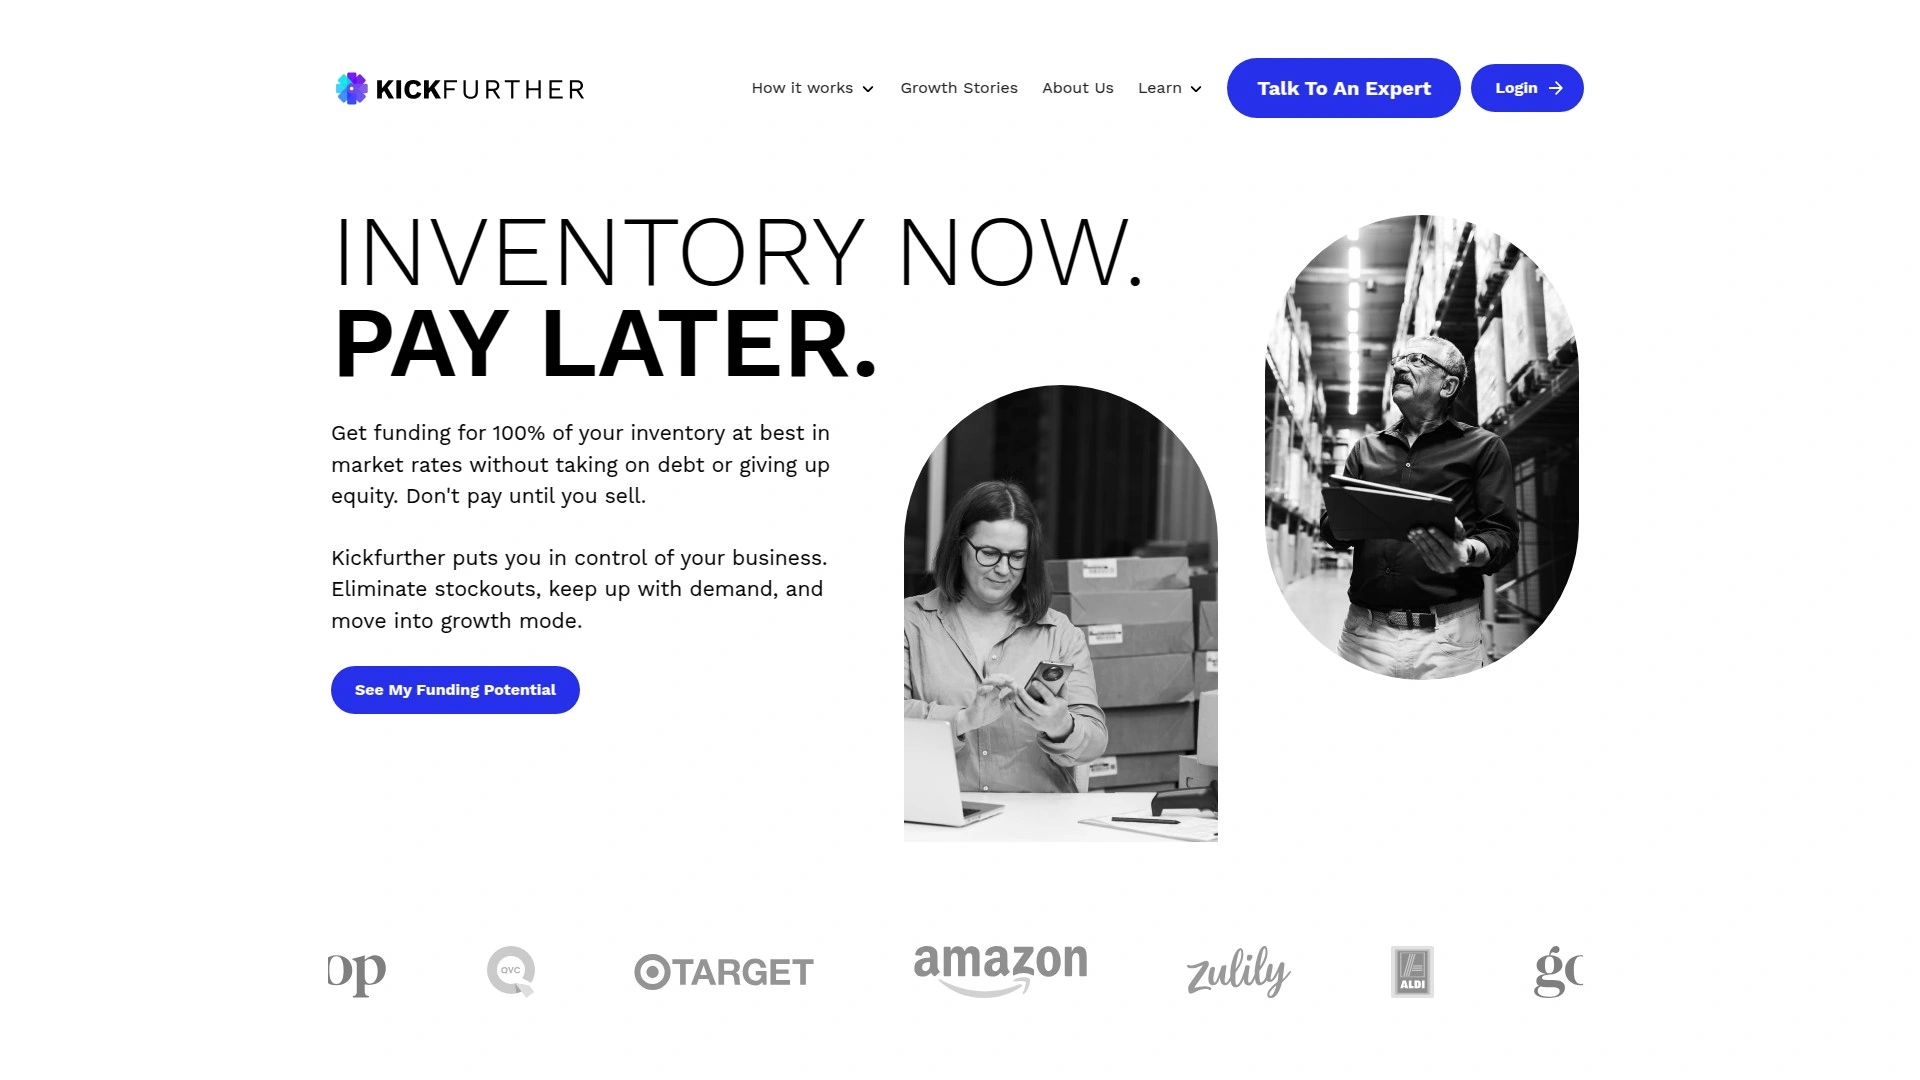 KICKFURTHER
How it works
Growth Stories
About Us
Learn
Talk To An Expert
Login
INVENTORY NOW.
PAY LATER.
Get funding for 100% of your inventory at best in
market rates without taking on debt or giving up
equity. Don't pay until you sell.
Kickfurther puts you in control of your business.
Eliminate stockouts, keep up with demand, and
move into growth mode.
See My Funding Potential
op
QVC
TARGET
amazon
zulily
ALDI
go